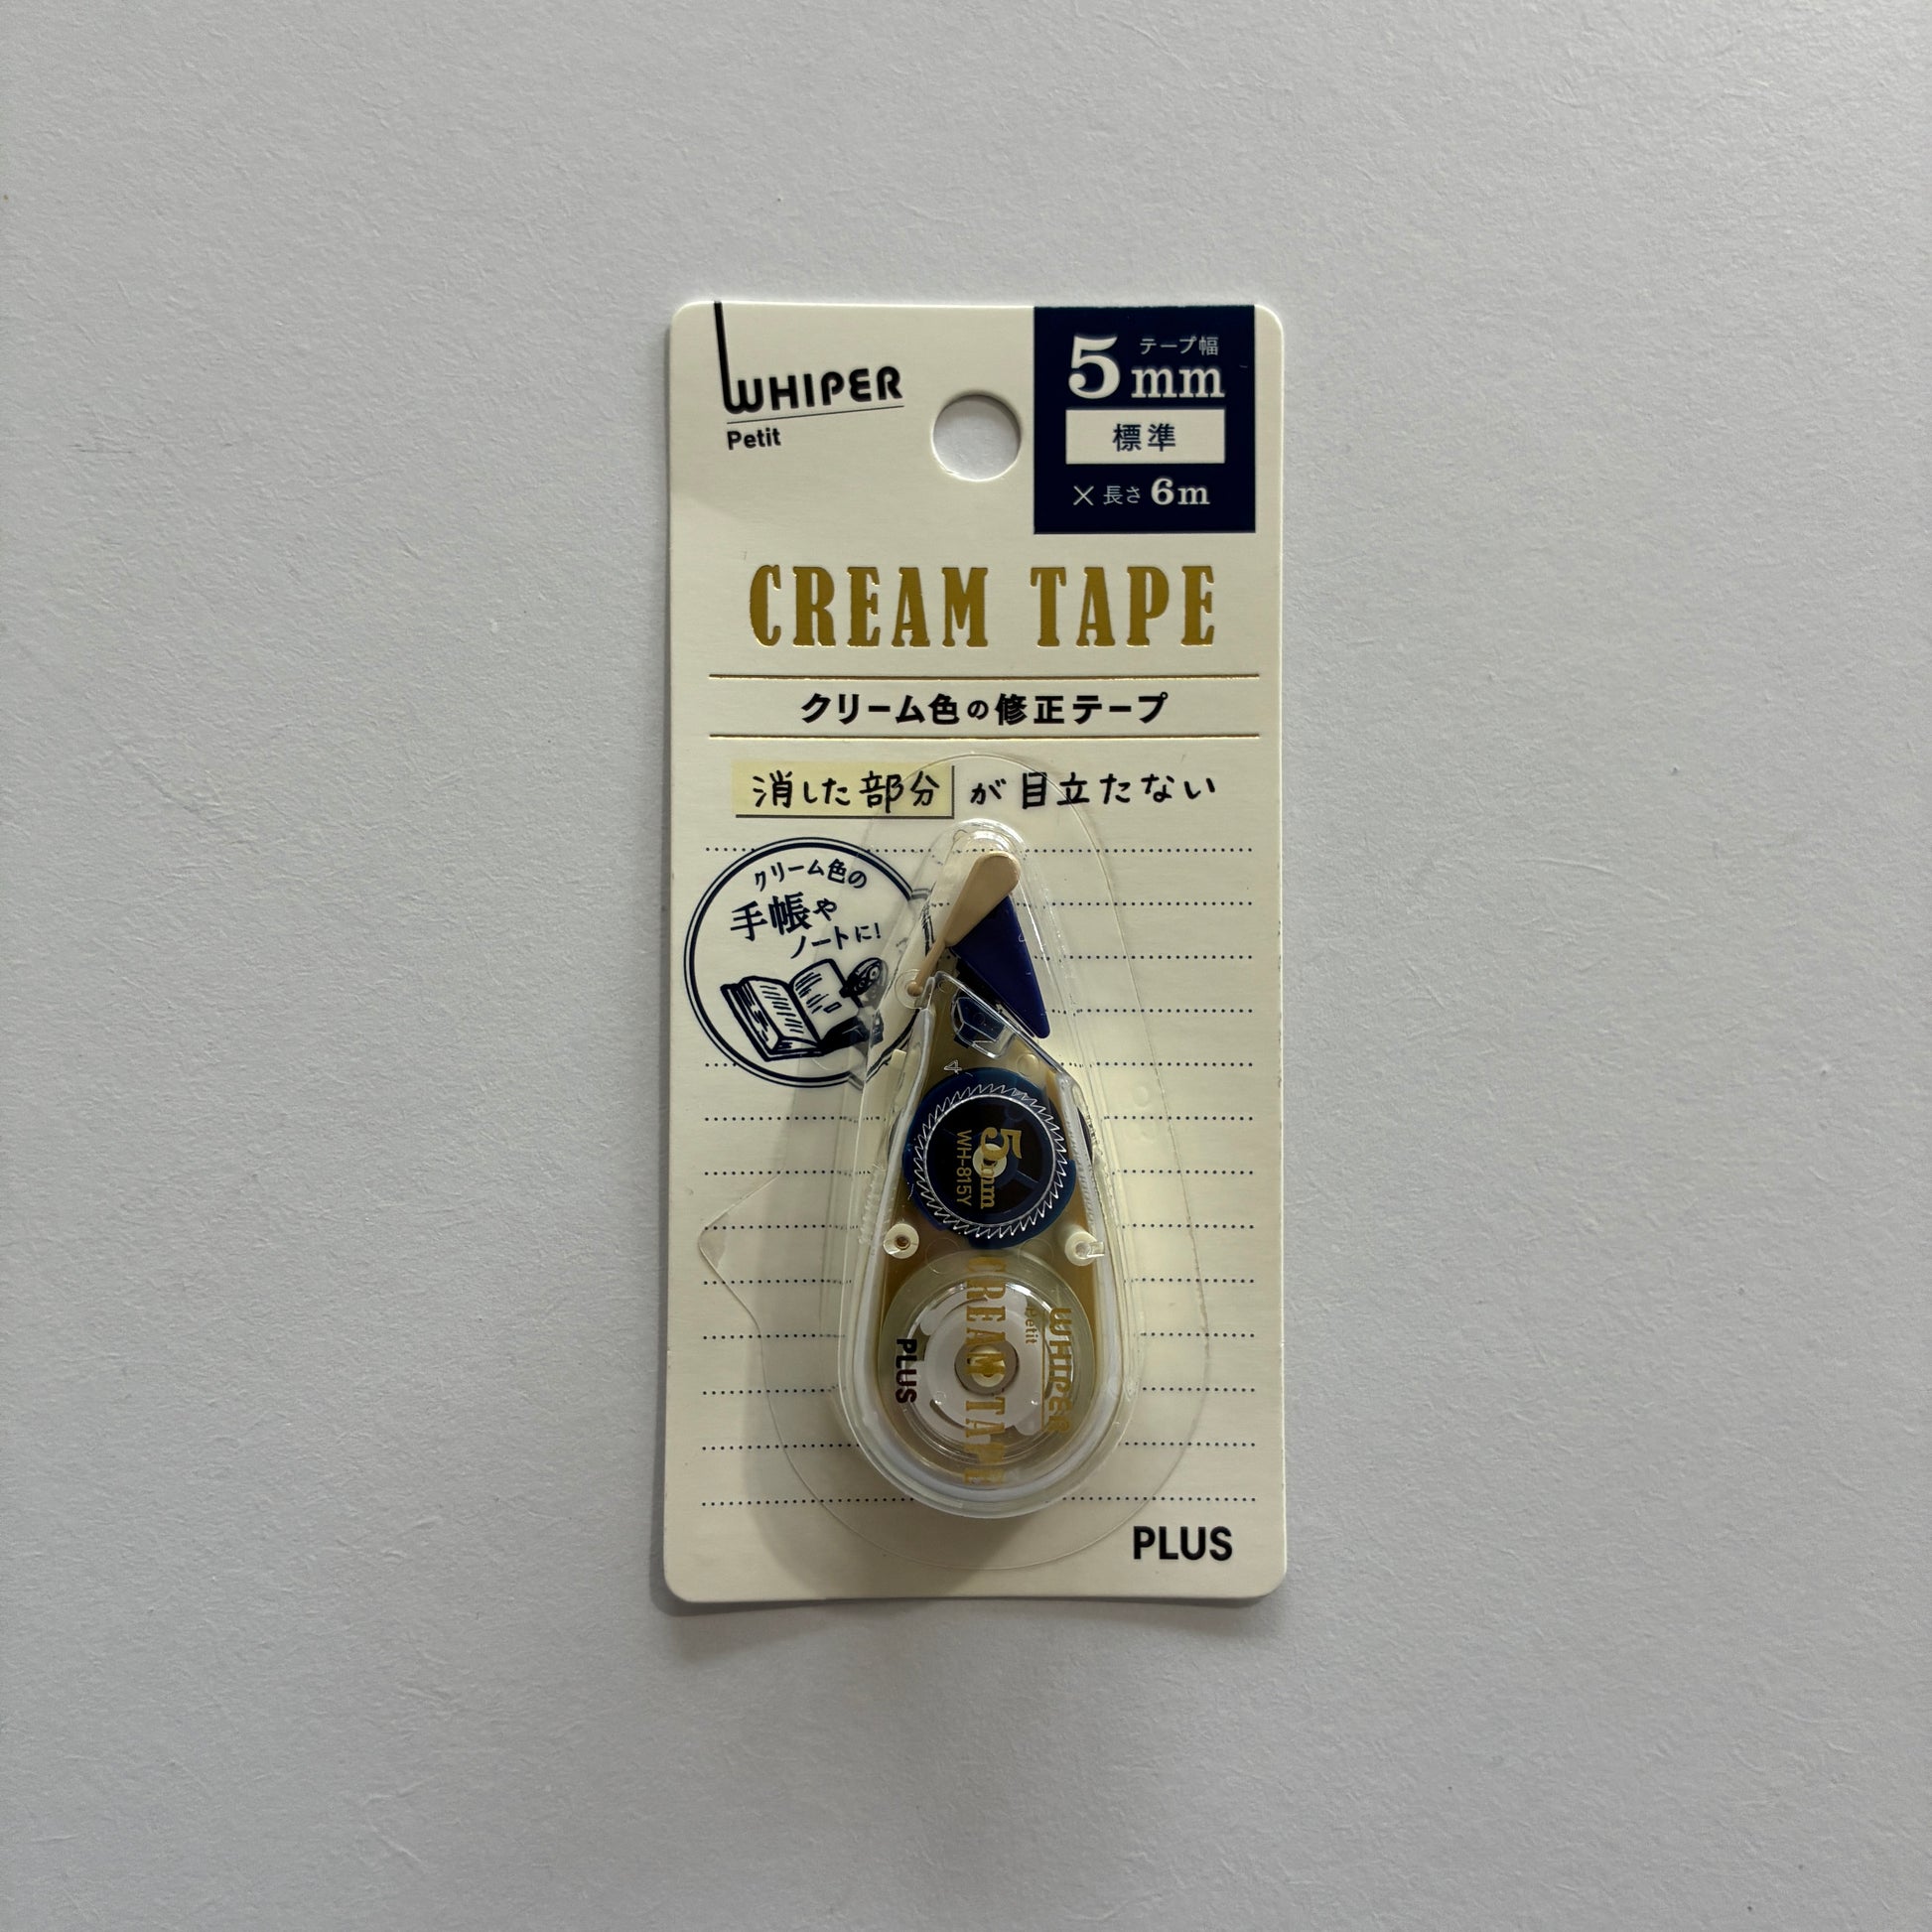 WHIPER
Petit
テープ幅
5mm
標準
×長さ6m
CREAM TAPE
クリーム色の修正テープ
消した部分が目立たない
クリーム色の
手帳や
ノートに!
4
5mm
WH-815Y
CREAM TAPE
WHIPER
Petit
PLUS
PLUS